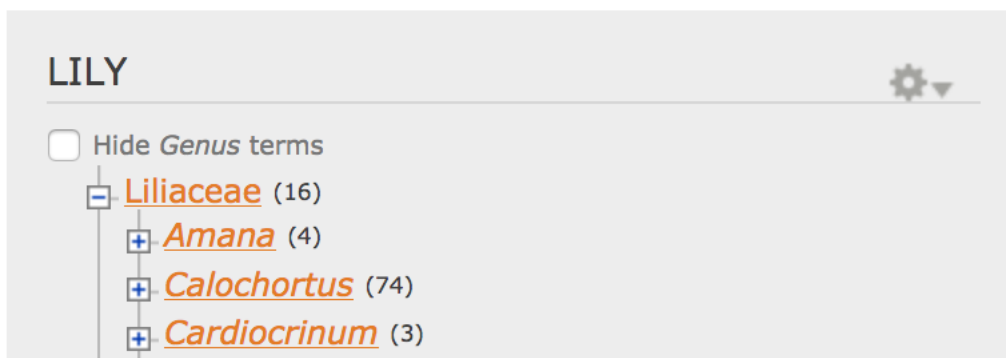 LILY
Hide Genus terms
Liliaceae (16)
Amana (4)
Calochortus (74)
Cardiocrinum (3)